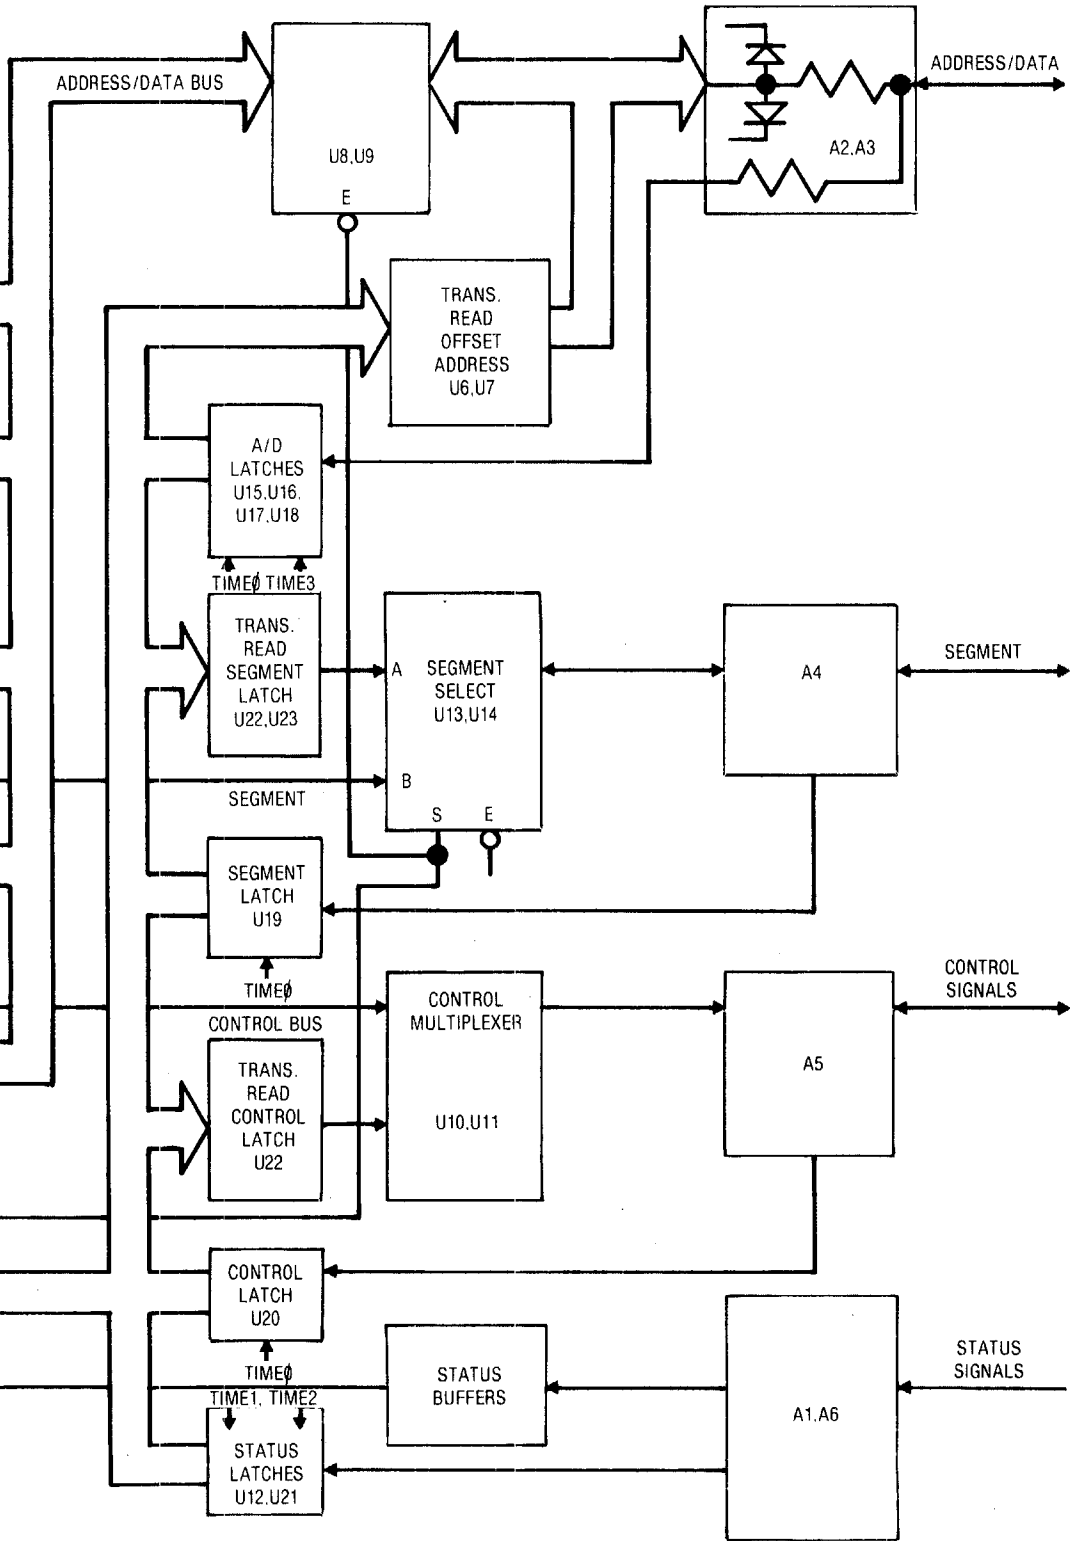 ADDRESS/DATA BUS
U8,U9
E
A2,A3
ADDRESS/DATA
TRANS.
READ
OFFSET
ADDRESS
U6,U7
A/D
LATCHES
U15,U16,
U17,U18
TIME0 TIME3
TRANS.
READ
SEGMENT
LATCH
U22,U23
A
SEGMENT
SELECT
U13,U14
B
S E
A4
SEGMENT
SEGMENT
SEGMENT
LATCH
U19
TIME0
CONTROL BUS
CONTROL
MULTIPLEXER
U10,U11
A5
CONTROL
SIGNALS
TRANS.
READ
CONTROL
LATCH
U22
CONTROL
LATCH
U20
TIME0
TIME1, TIME2
STATUS
LATCHES
U12,U21
STATUS
BUFFERS
A1,A6
STATUS
SIGNALS